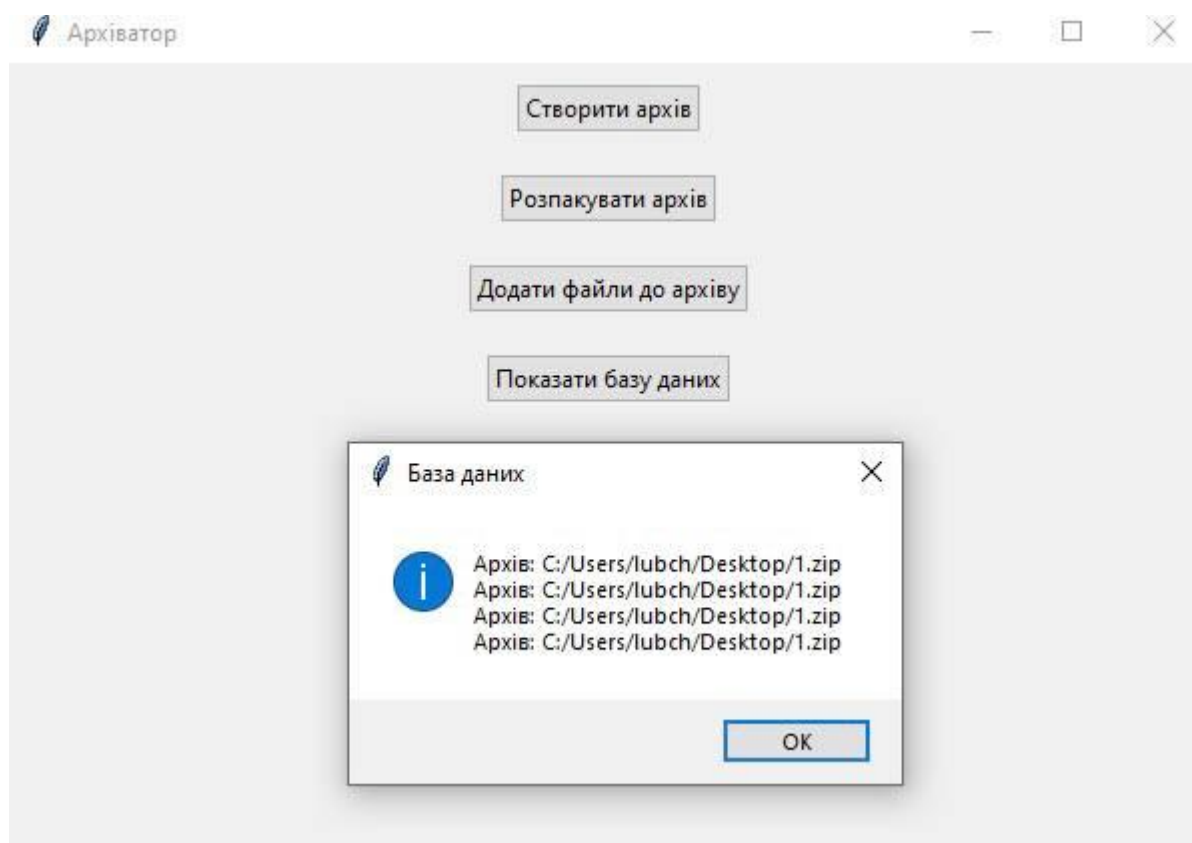 Архіватор
Створити архів
Розпакувати архів
Додати файли до архіву
Показати базу даних
База даних
Архів: C:/Users/lubch/Desktop/1.zip
Архів: C:/Users/lubch/Desktop/1.zip
Архів: C:/Users/lubch/Desktop/1.zip
Архів: C:/Users/lubch/Desktop/1.zip
OK